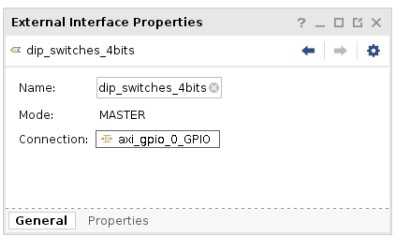 External Interface Properties
dip_switches_4bits
Name: dip_switches_4bits
Mode: MASTER
Connection: axi_gpio_0_GPIO
General Properties